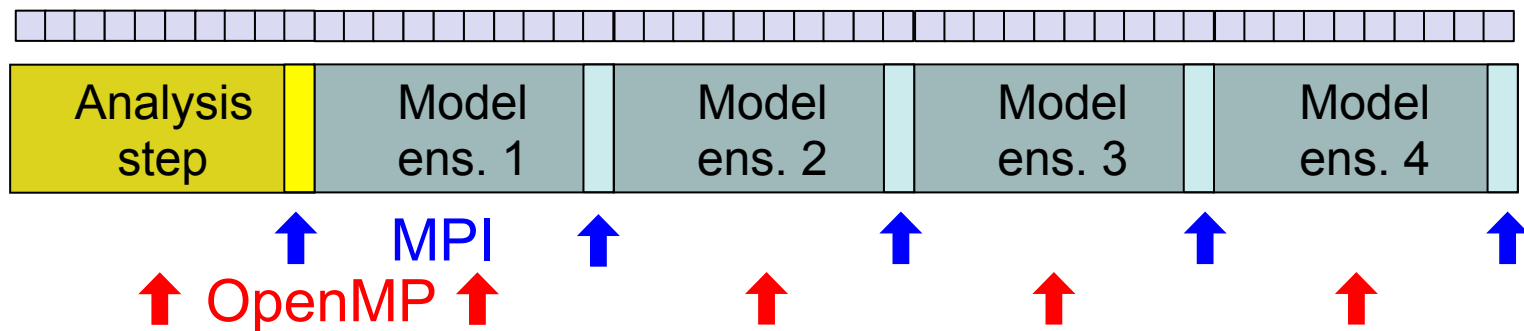 Analysis
step
Model
ens. 1
Model
ens. 2
Model
ens. 3
Model
ens. 4
MPI
OpenMP